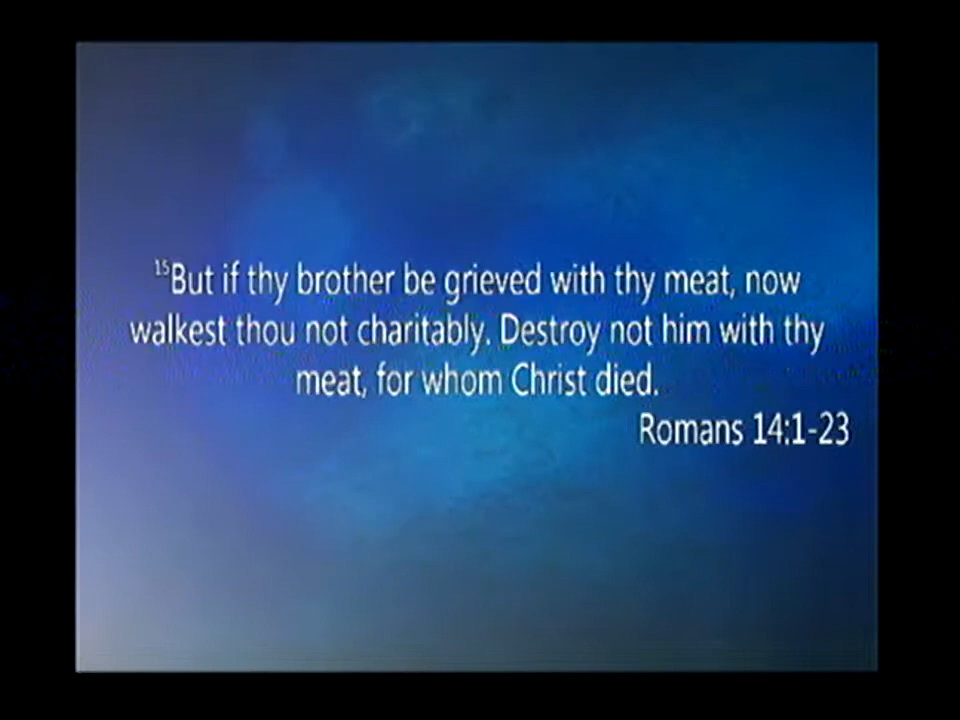 ¹⁵But if thy brother be grieved with thy meat, now
walkest thou not charitably. Destroy not him with thy
meat, for whom Christ died.
Romans 14:1-23